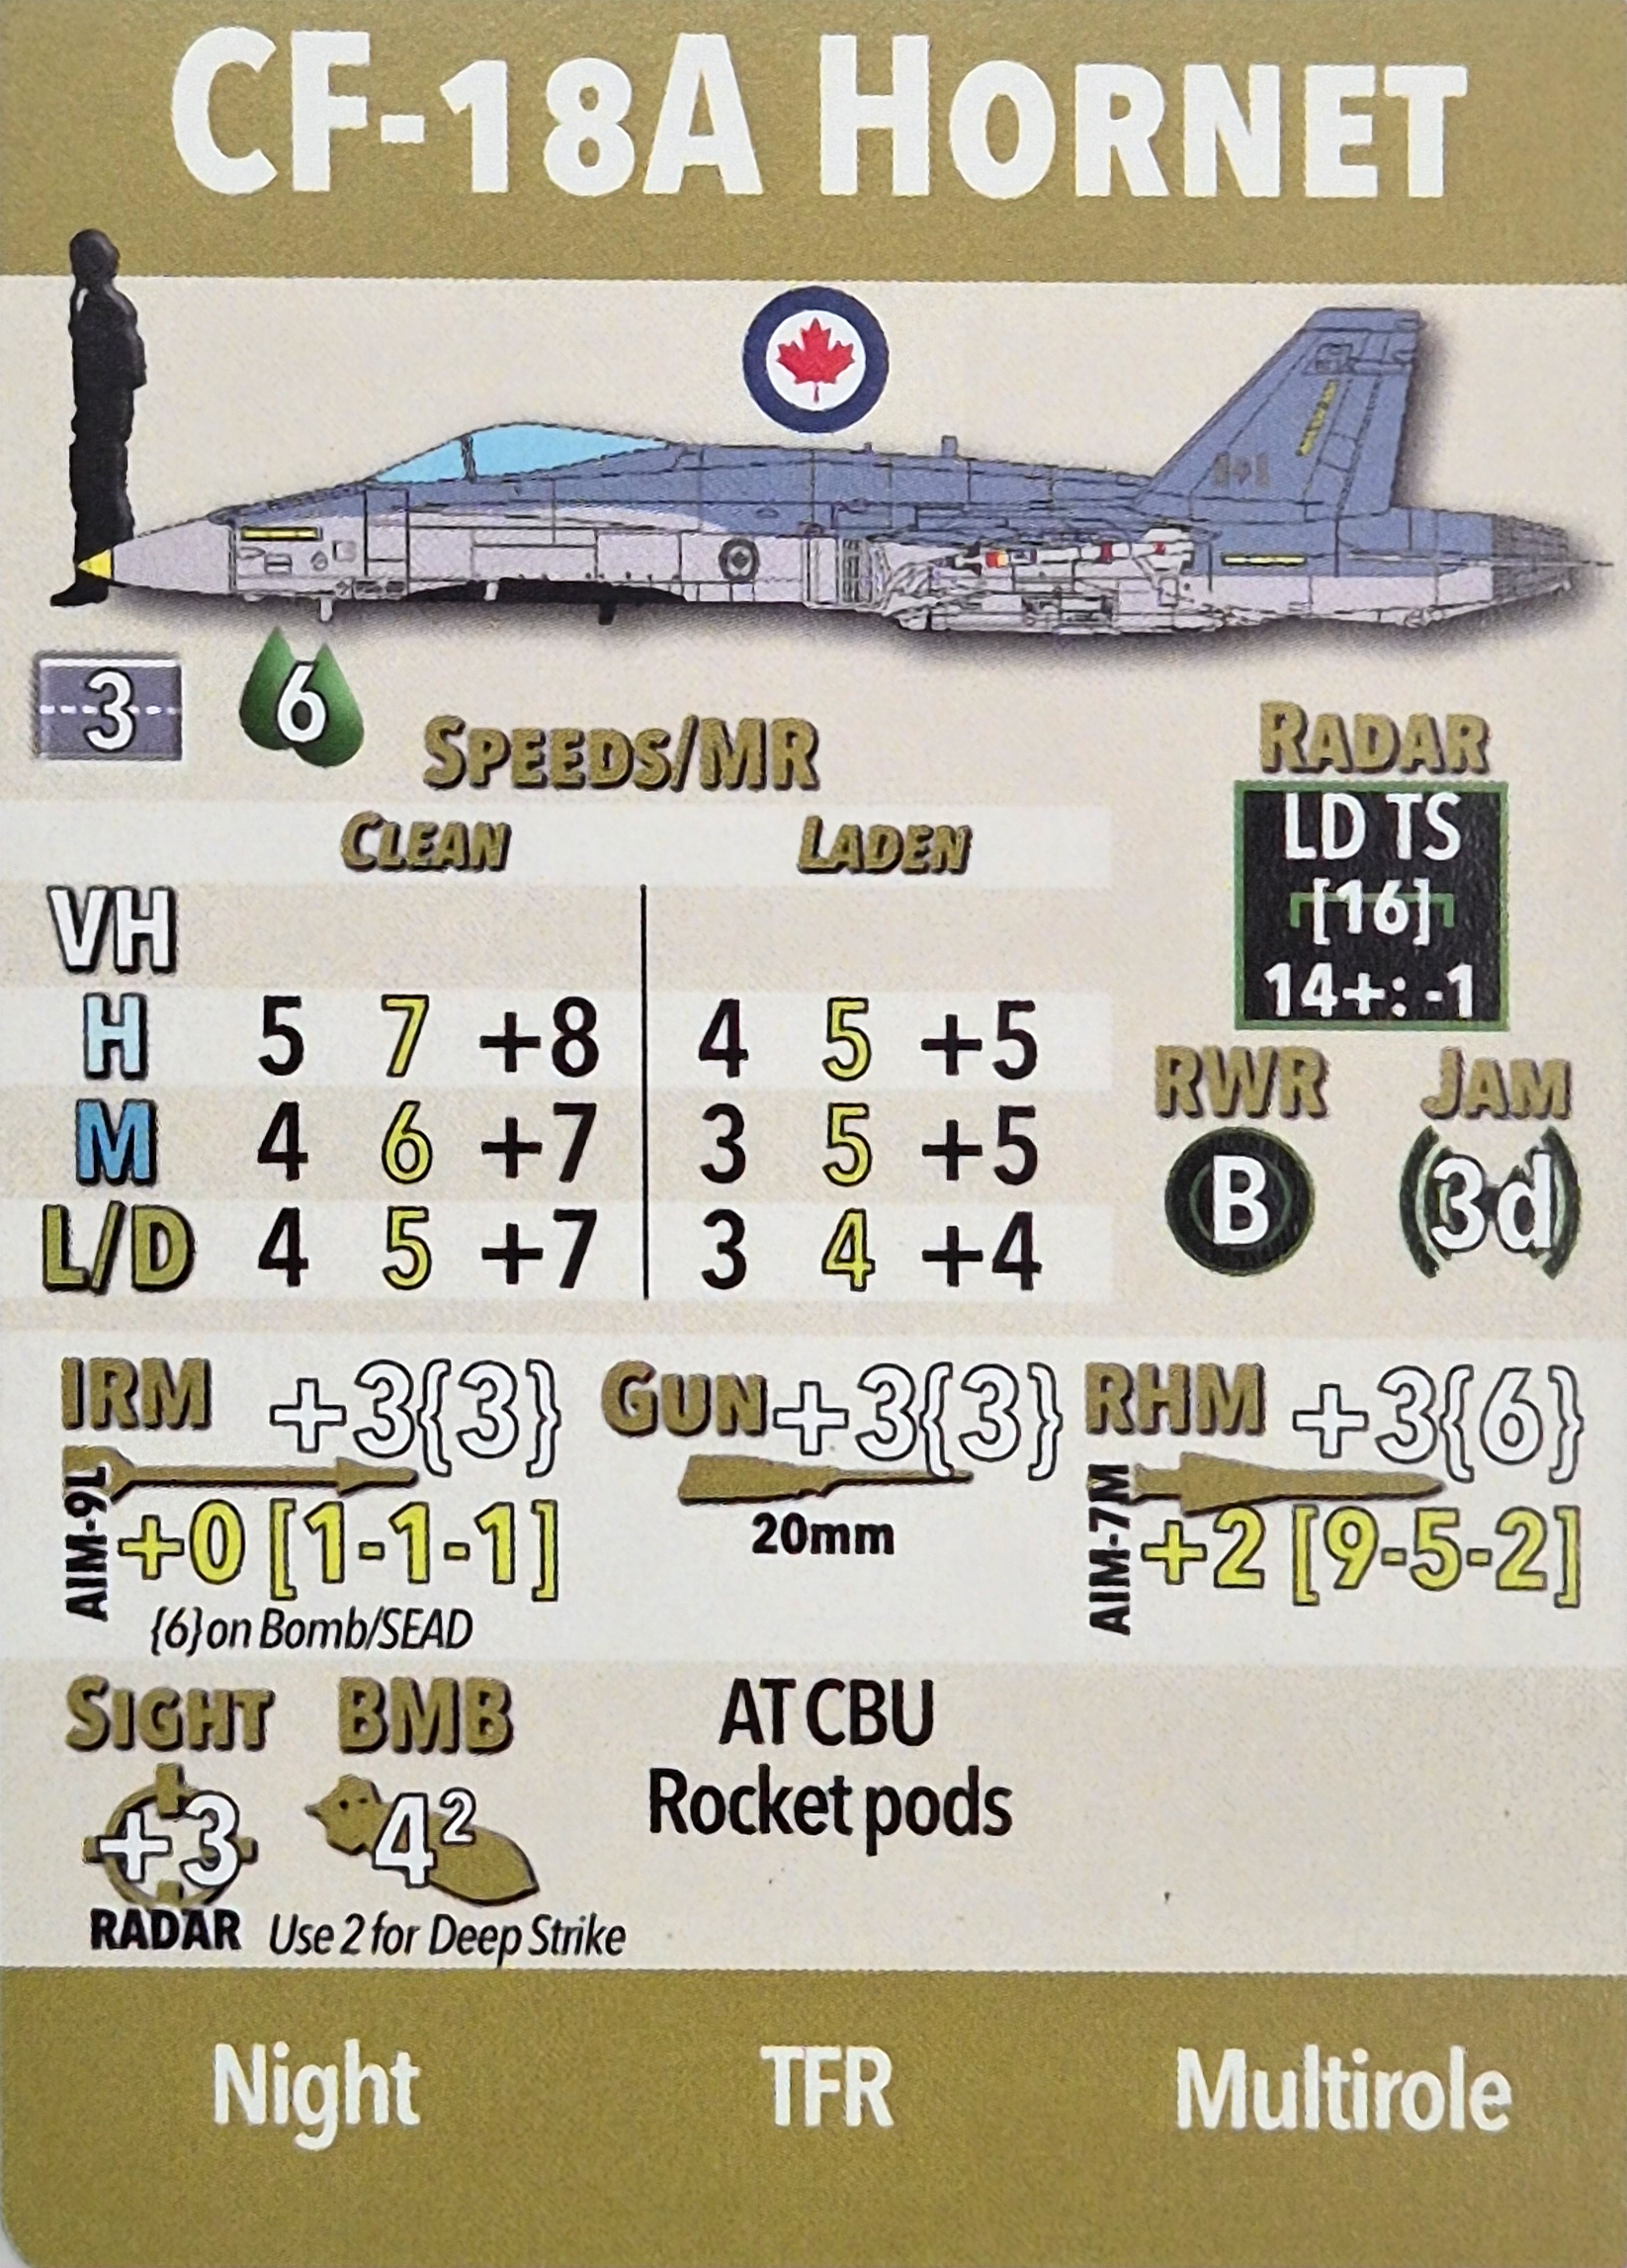 CF-18A HORNET
3 6
SPEEDS/MR
RADAR
CLEAN LADEN
LD TS
[16]
14+: -1
VH
H 5 7 +8 4 5 +5
M 4 6 +7 3 5 +5
L/D 4 5 +7 3 4 +4
RWR JAM
B (3d)
IRM +3{3}
AIM-9L
+0 [1-1-1]
{6} on Bomb/SEAD
GUN +3{3}
20mm
RHM +3{6}
AIM-7M
+2 [9-5-2]
SIGHT BMB
+3 4²
RADAR Use 2 for Deep Strike
AT CBU
Rocket pods
Night TFR Multirole